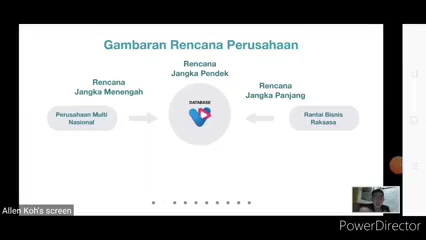 Gambaran Rencana Perusahaan
Rencana
Jangka Pendek
Rencana
Jangka Menengah
Rencana
Jangka Panjang
DATABASE
Perusahaan Multi
Nasional
Rantai Bisnis
Raksasa
Allen Koh's screen
PowerDirector